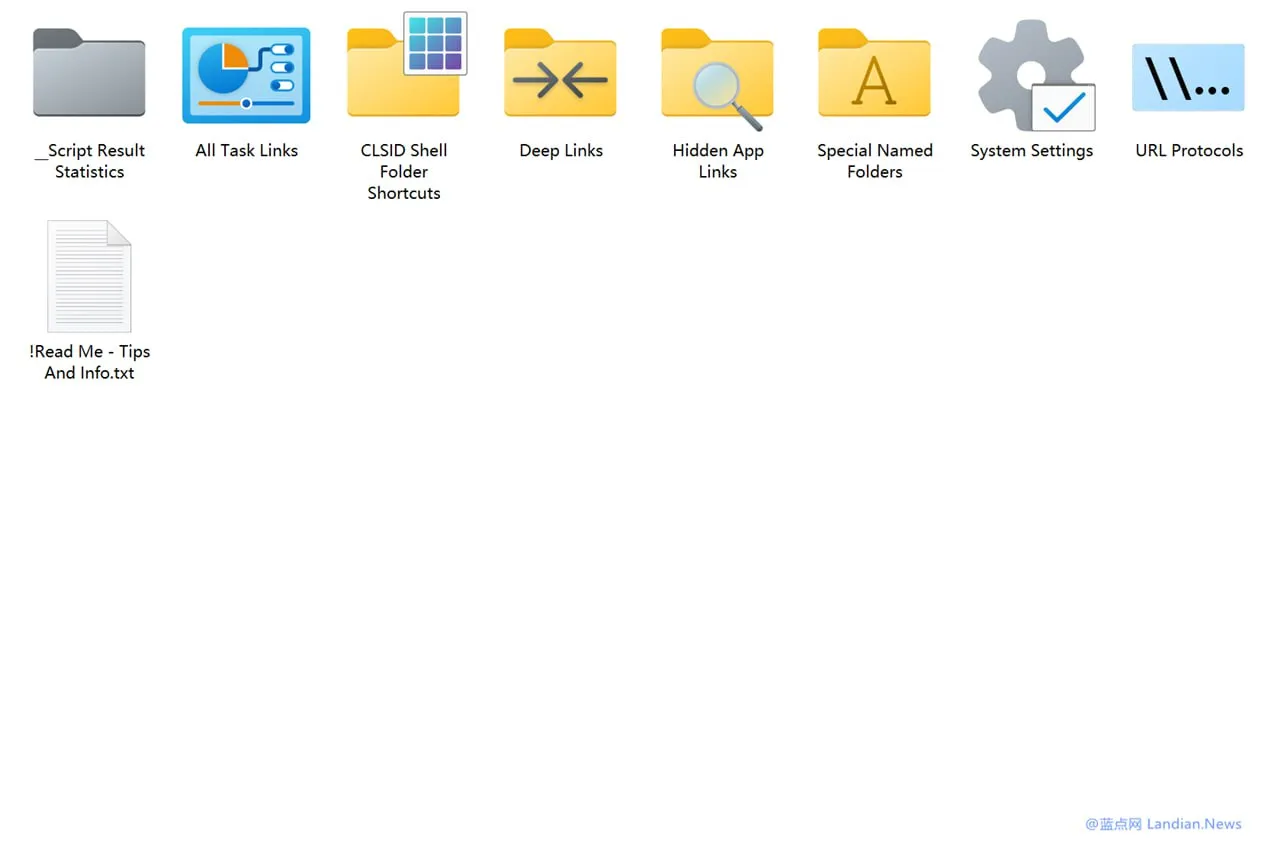 __Script Result
Statistics
All Task Links
CLSID Shell
Folder
Shortcuts
Deep Links
Hidden App
Links
A
Special Named
Folders
System Settings
\\...
URL Protocols
!Read Me - Tips
And Info.txt
@蓝点网 Landian.News